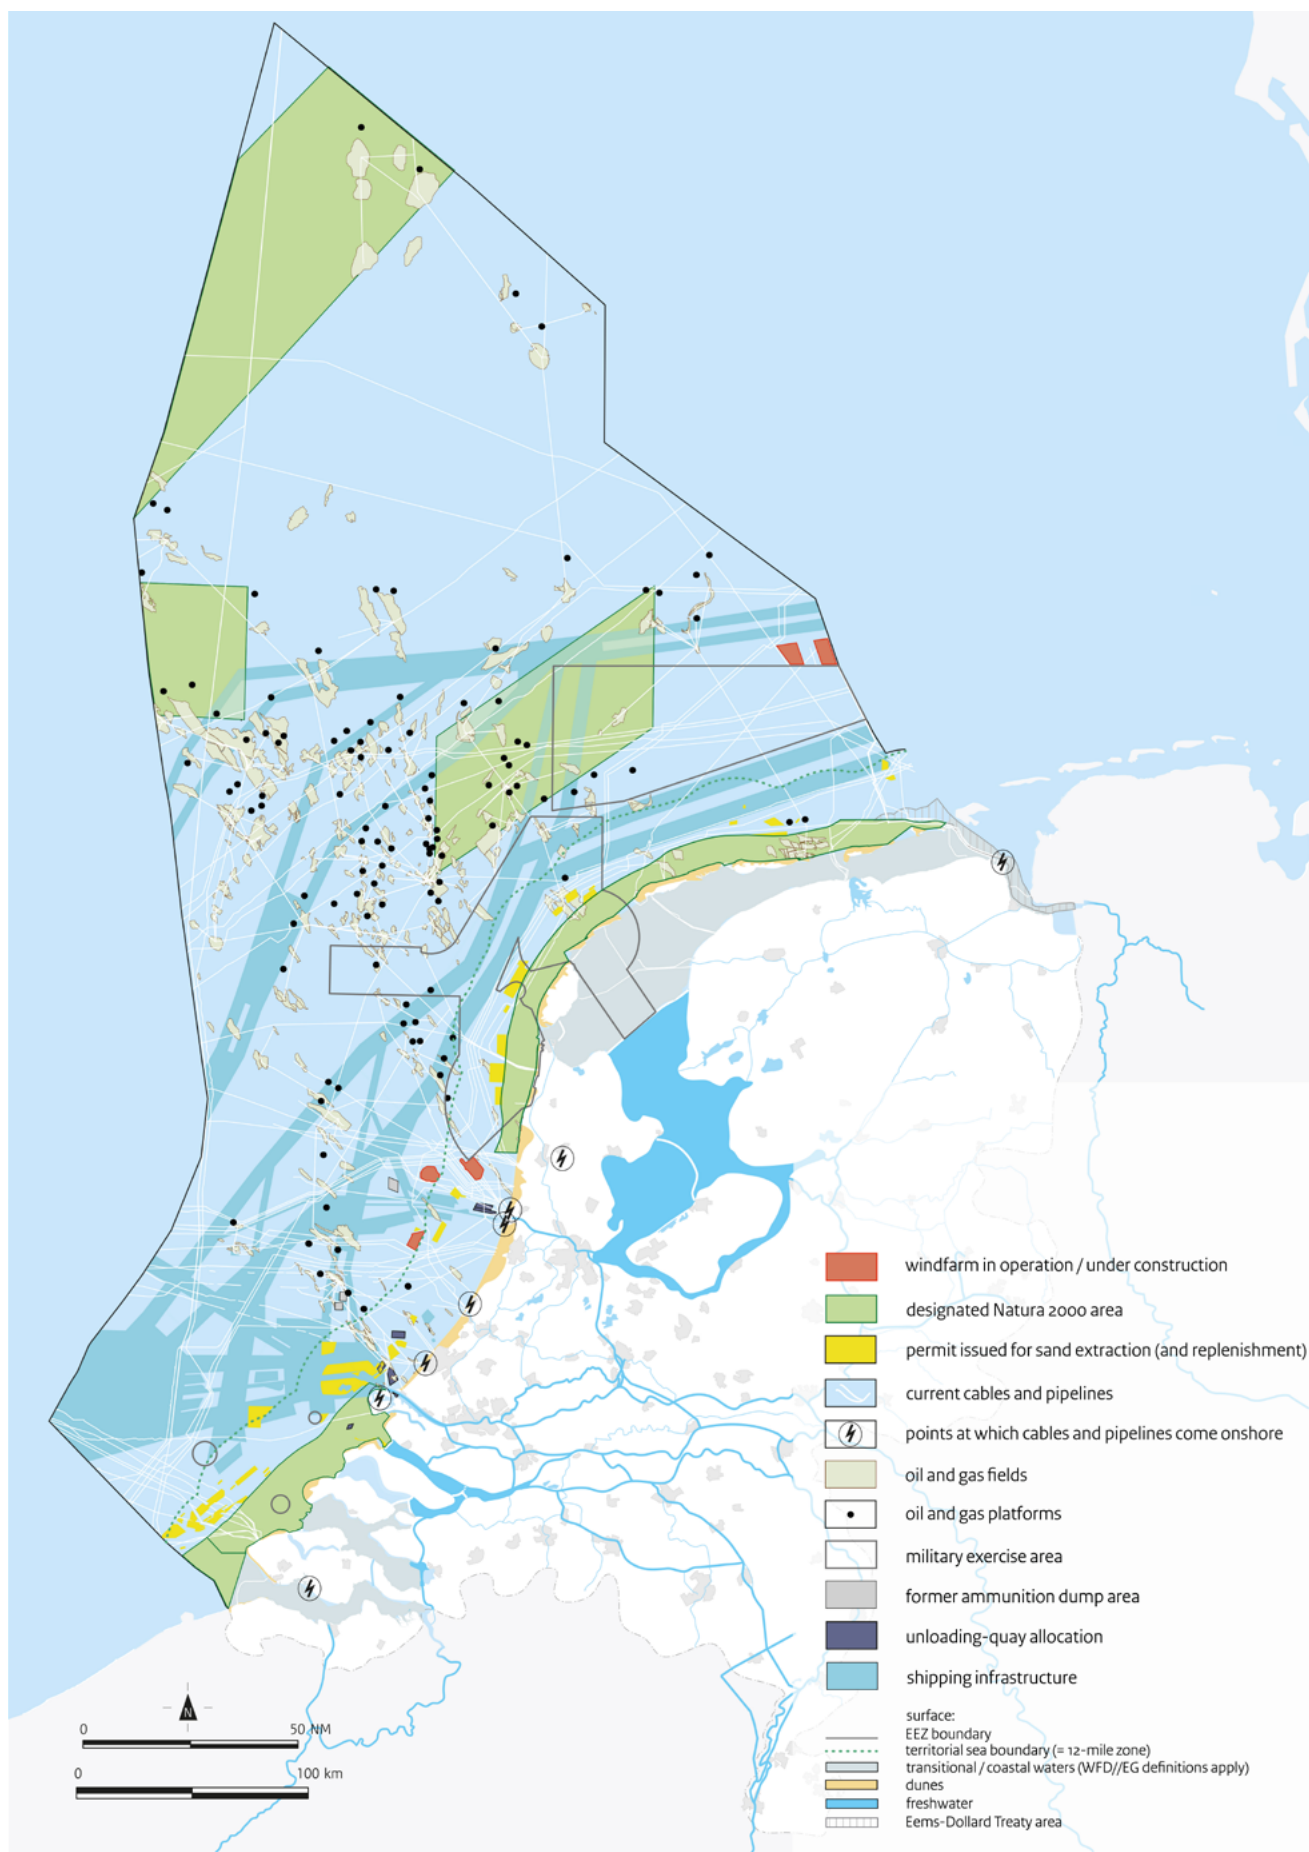 windfarm in operation / under construction
designated Natura 2000 area
permit issued for sand extraction (and replenishment)
current cables and pipelines
points at which cables and pipelines come onshore
oil and gas fields
oil and gas platforms
military exercise area
former ammunition dump area
unloading-quay allocation
shipping infrastructure
surface:
EEZ boundary
territorial sea boundary (= 12-mile zone)
transitional / coastal waters (WFD//EG definitions apply)
dunes
freshwater
Eems-Dollard Treaty area
N
0 50 NM
0 100 km